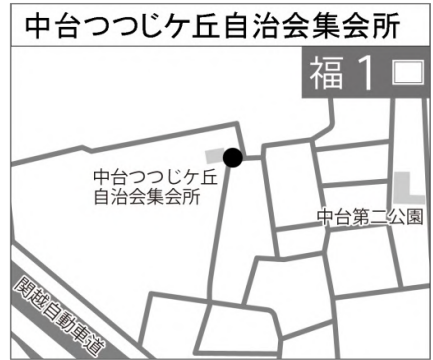 中台つつじケ丘自治会集会所
福1
中台つつじケ丘
自治会集会所
中台第二公園
関越自動車道